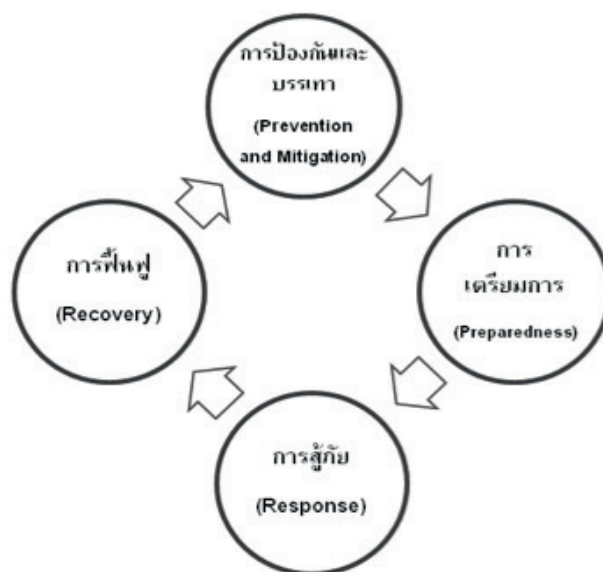 การป้องกันและ
บรรเทา
(Prevention
and Mitigation)
การ
เตรียมการ
(Preparedness)
การสู้ภัย
(Response)
การฟื้นฟู
(Recovery)